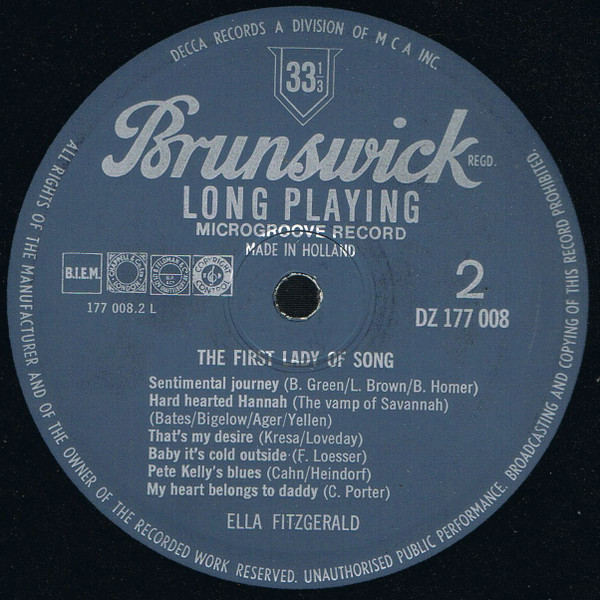 DECCA RECORDS A DIVISION OF M C A INC.
33 1/3
Brunswick REGD.
LONG PLAYING
MICROGROOVE RECORD
MADE IN HOLLAND
B.I.E.M.
177 008.2 L
2
DZ 177 008
THE FIRST LADY OF SONG
Sentimental journey (B. Green/L. Brown/B. Homer)
Hard hearted Hannah (The vamp of Savannah)
(Bates/Bigelow/Ager/Yellen)
That's my desire (Kresa/Loveday)
Baby it's cold outside (F. Loesser)
Pete Kelly's blues (Cahn/Heindorf)
My heart belongs to daddy (C. Porter)
ELLA FITZGERALD
ALL RIGHTS OF THE MANUFACTURER AND OF THE OWNER OF THE RECORDED WORK RESERVED. UNAUTHORISED PUBLIC PERFORMANCE. BROADCASTING AND COPYING OF THIS RECORD PROHIBITED.